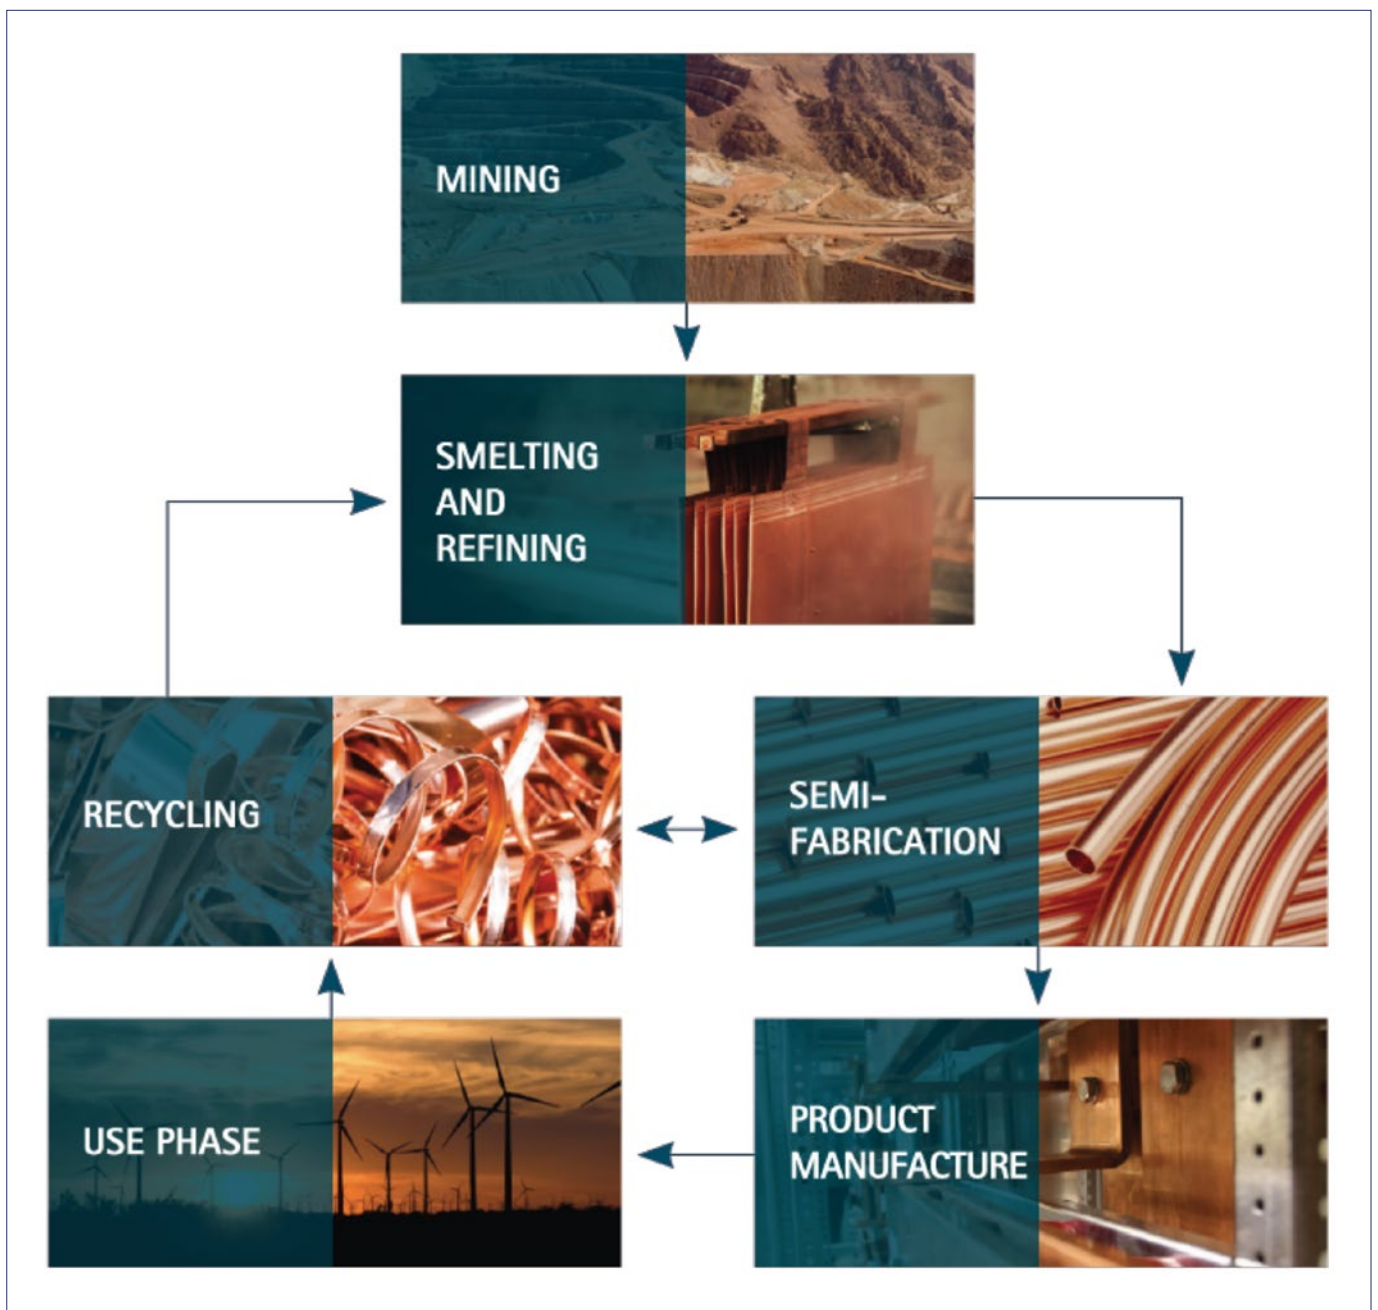 MINING
SMELTING
AND
REFINING
RECYCLING
SEMI-
FABRICATION
USE PHASE
PRODUCT
MANUFACTURE